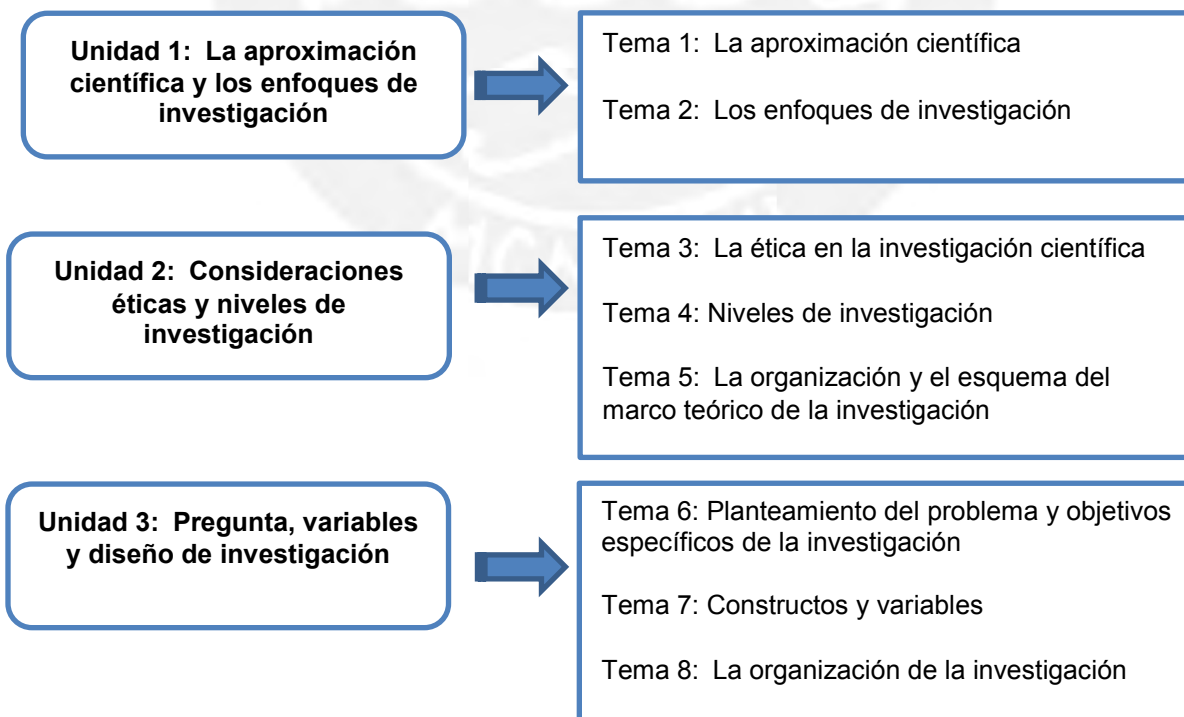 Unidad 1: La aproximación
científica y los enfoques de
investigación
Tema 1: La aproximación científica
Tema 2: Los enfoques de investigación
Unidad 2: Consideraciones
éticas y niveles de
investigación
Tema 3: La ética en la investigación científica
Tema 4: Niveles de investigación
Tema 5: La organización y el esquema del
marco teórico de la investigación
Unidad 3: Pregunta, variables
y diseño de investigación
Tema 6: Planteamiento del problema y objetivos
específicos de la investigación
Tema 7: Constructos y variables
Tema 8: La organización de la investigación